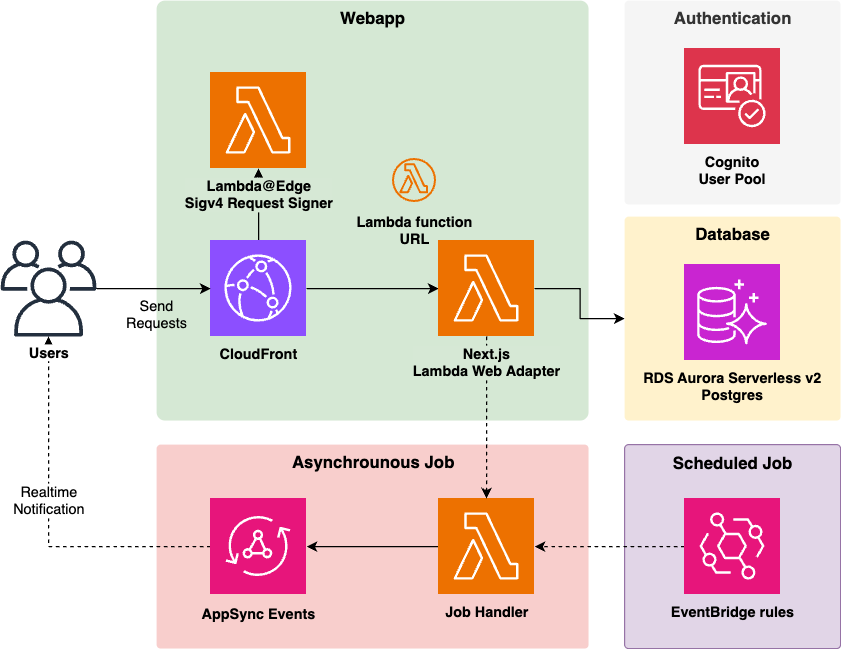 Webapp
Authentication
Lambda@Edge
Sigv4 Request Signer
Lambda function
URL
Cognito
User Pool
Database
Send
Requests
Users
CloudFront
Next.js
Lambda Web Adapter
RDS Aurora Serverless v2
Postgres
Asynchrounous Job
Scheduled Job
Realtime
Notification
AppSync Events
Job Handler
EventBridge rules